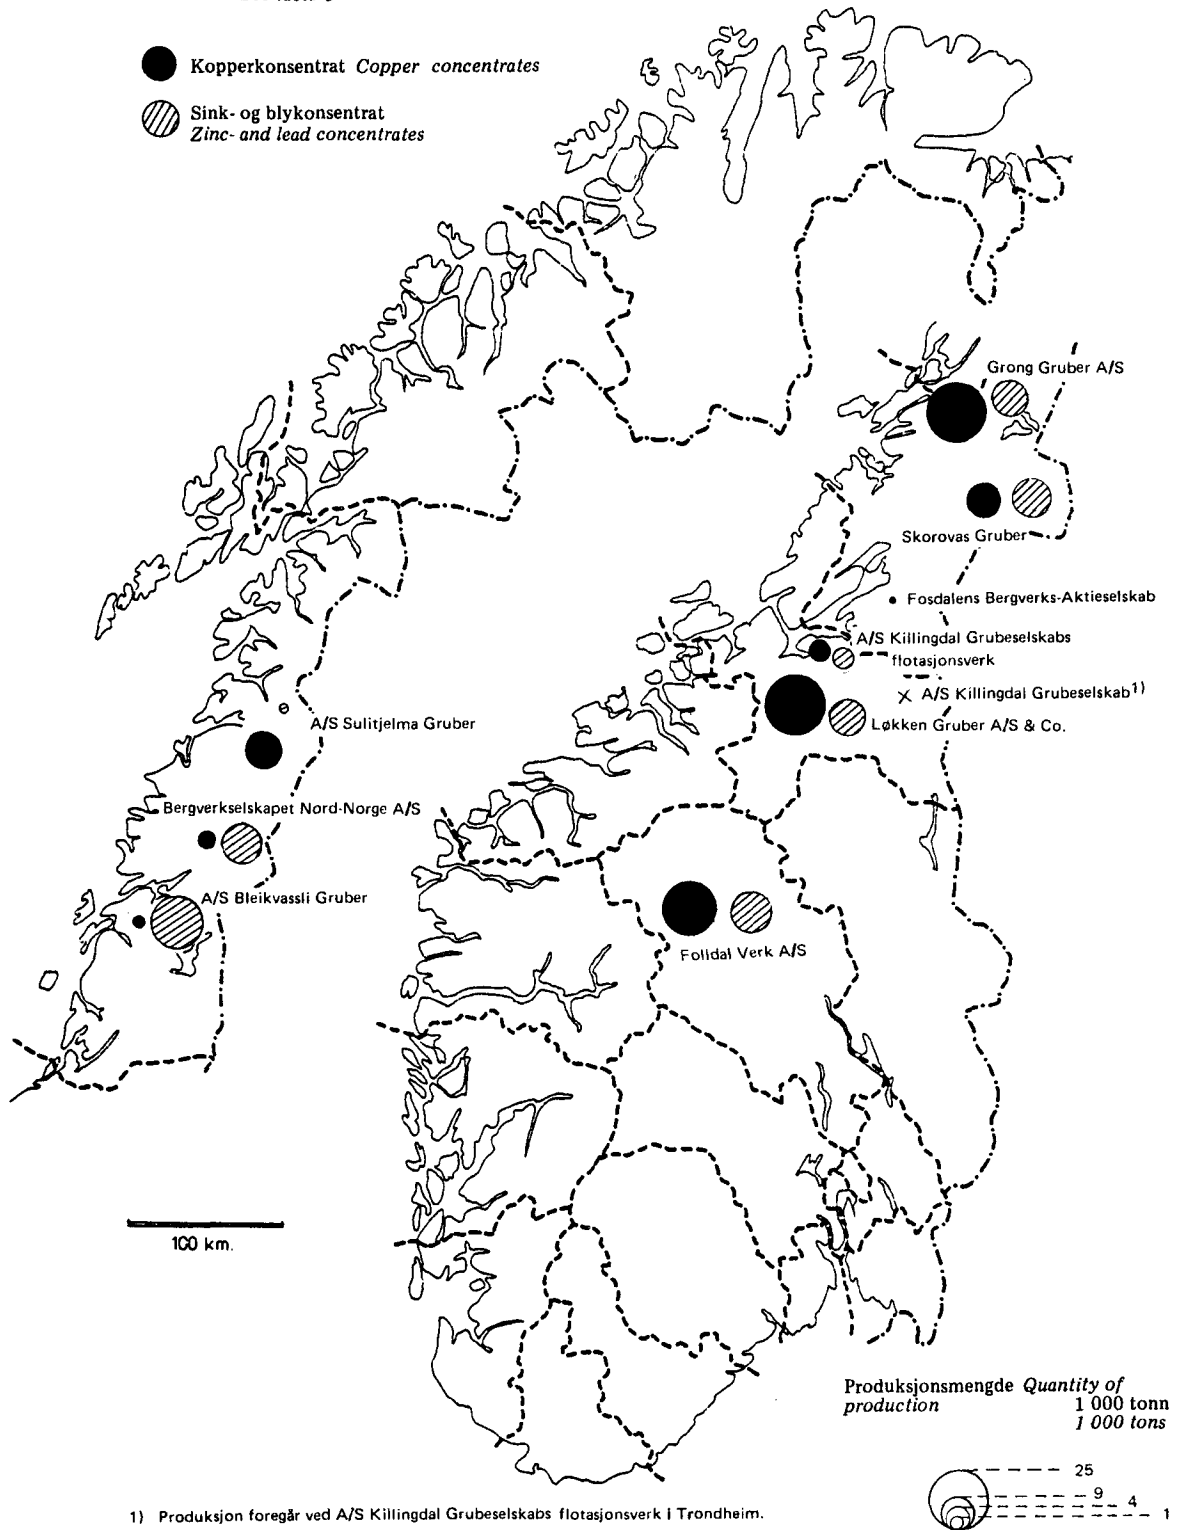 Kopperkonsentrat Copper concentrates
Sink- og blykonsentrat
Zinc- and lead concentrates
Grong Gruber A/S
Skorovas Gruber
Fosdalens Bergverks-Aktieselskab
A/S Killingdal Grubeselskabs
flotasjonsverk
A/S Killingdal Grubeselskab1)
Løkken Gruber A/S & Co.
A/S Sulitjelma Gruber
Bergverkselskapet Nord-Norge A/S
A/S Bleikvassli Gruber
Folldal Verk A/S
100 km.
Produksjonsmengde Quantity of
production
1 000 tonn
1 000 tons
25
9
4
1
1) Produksjon foregår ved A/S Killingdal Grubeselskabs flotasjonsverk i Trondheim.